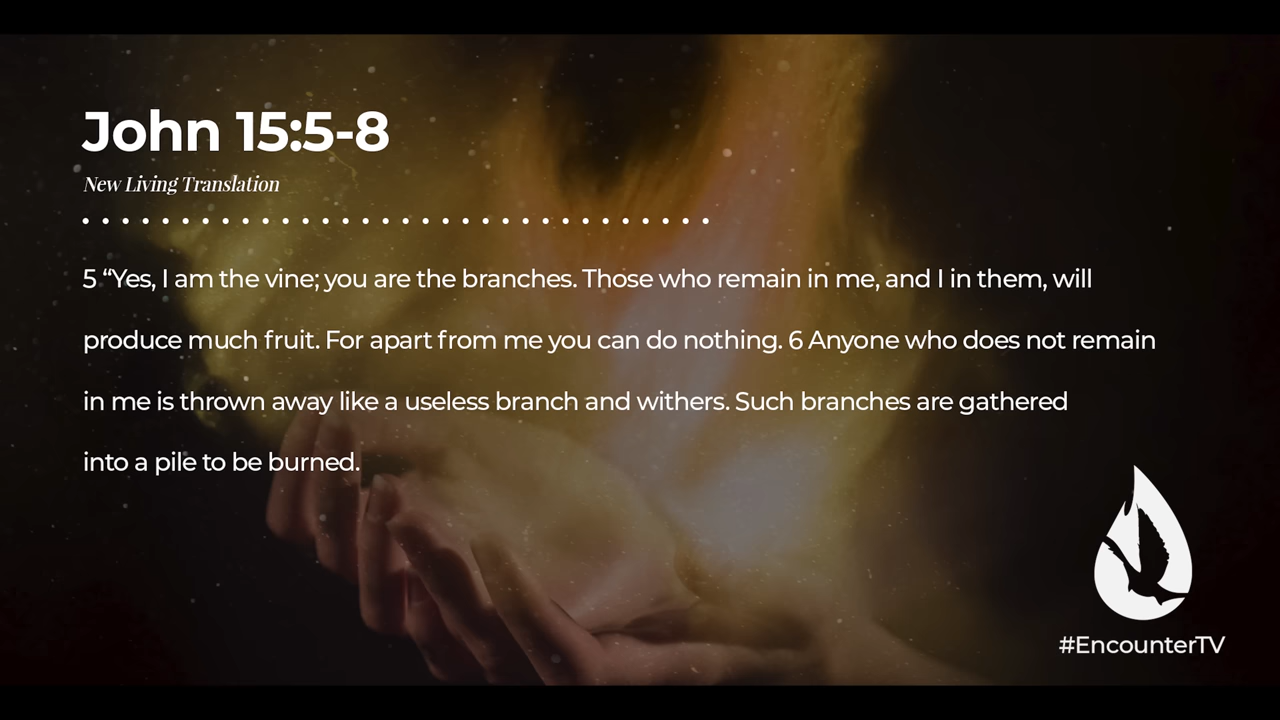 John 15:5-8
New Living Translation
5 “Yes, I am the vine; you are the branches. Those who remain in me, and I in them, will
produce much fruit. For apart from me you can do nothing. 6 Anyone who does not remain
in me is thrown away like a useless branch and withers. Such branches are gathered
into a pile to be burned.
#EncounterTV